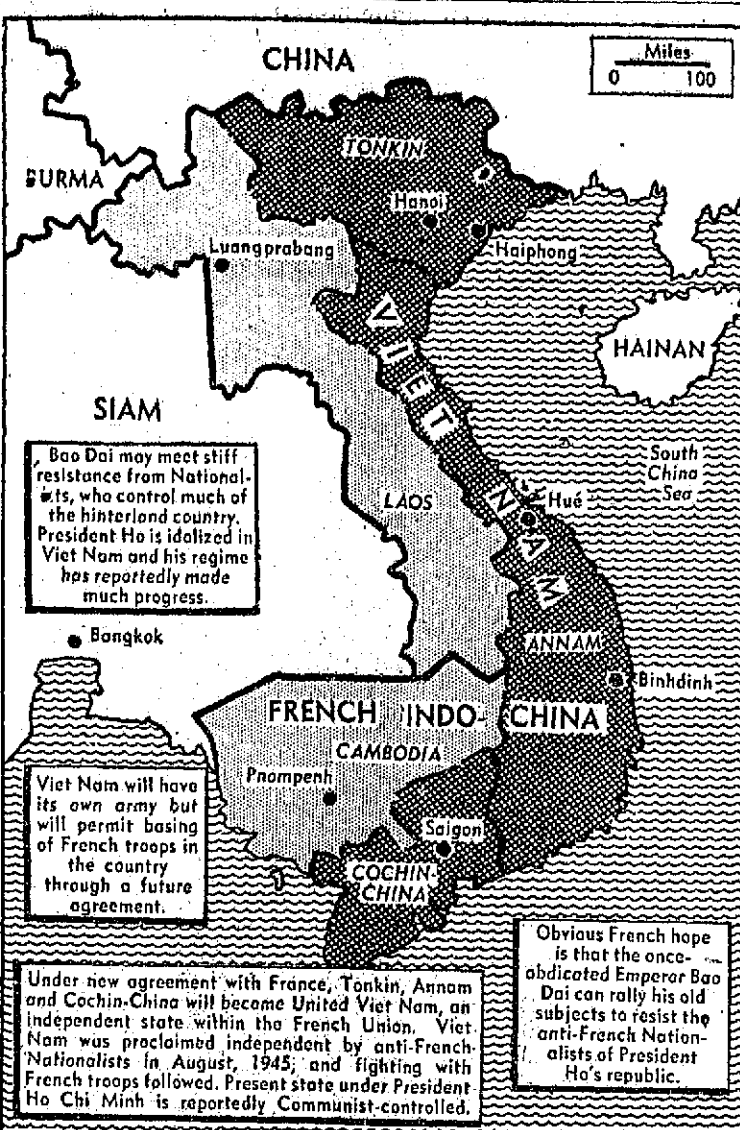 CHINA
Miles
0 100
TONKIN
BURMA
Hanoi
Luangprabang
Haiphong
VIET NAM
HAINAN
SIAM
South
China
Sea
Bao Dai may meet stiff
resistance from National-
ists, who control much of
the hinterland country.
President Ho is idolized in
Viet Nam and his regime
has reportedly made
much progress.
LAOS
Hué
Bangkok
ANNAM
Binhdinh
FRENCH INDO-CHINA
CAMBODIA
Pnompenh
Viet Nam will have
its own army but
will permit basing
of French troops in
the country
through a future
agreement.
Saigon
COCHIN-
CHINA
Obvious French hope
is that the once-
abdicated Emperor Bao
Dai can rally his old
subjects to resist the
anti-French Nation-
alists of President
Ho's republic.
Under new agreement with France, Tonkin, Annam
and Cochin-China will become United Viet Nam, an
independent state within the French Union. Viet
Nam was proclaimed independent by anti-French
Nationalists in August, 1945; and fighting with
French troops followed. Present state under President
Ho Chi Minh is reportedly Communist-controlled.